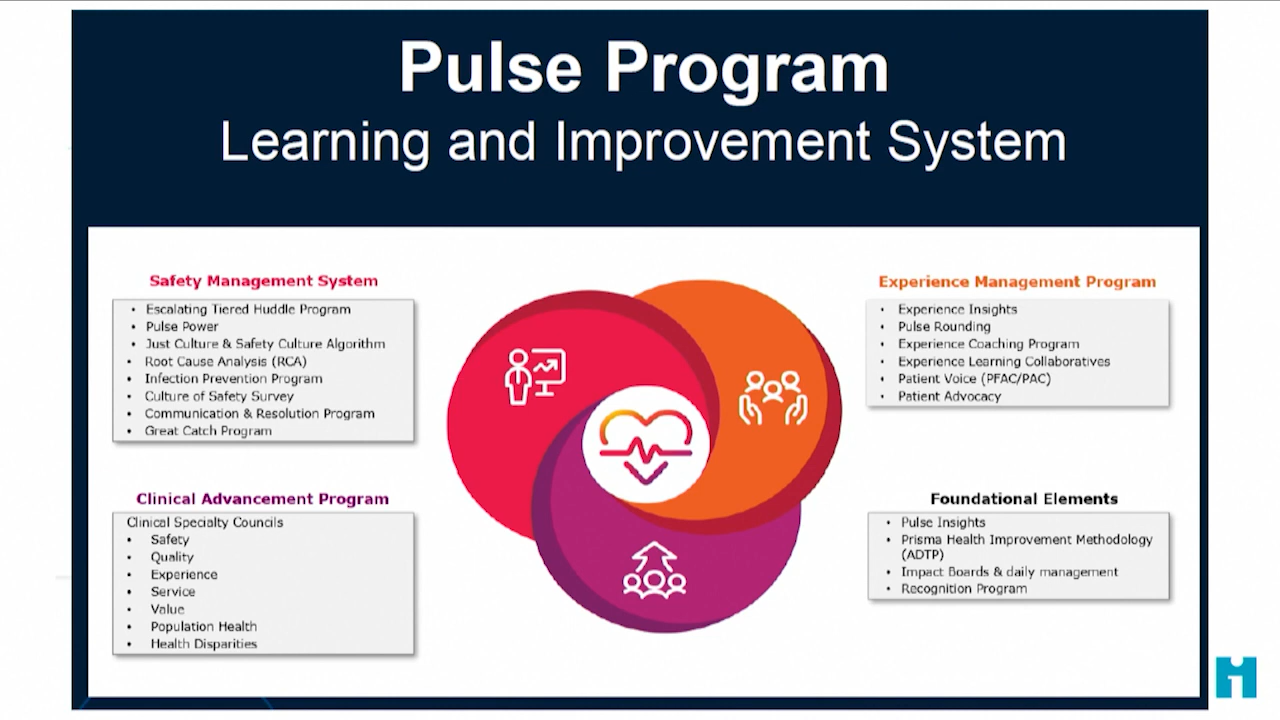 Pulse Program
Learning and Improvement System
Safety Management System
• Escalating Tiered Huddle Program
• Pulse Power
• Just Culture & Safety Culture Algorithm
• Root Cause Analysis (RCA)
• Infection Prevention Program
• Culture of Safety Survey
• Communication & Resolution Program
• Great Catch Program
Experience Management Program
• Experience Insights
• Pulse Rounding
• Experience Coaching Program
• Experience Learning Collaboratives
• Patient Voice (PFAC/PAC)
• Patient Advocacy
Clinical Advancement Program
Clinical Specialty Councils
• Safety
• Quality
• Experience
• Service
• Value
• Population Health
• Health Disparities
Foundational Elements
• Pulse Insights
• Prisma Health Improvement Methodology
(ADTP)
• Impact Boards & daily management
• Recognition Program